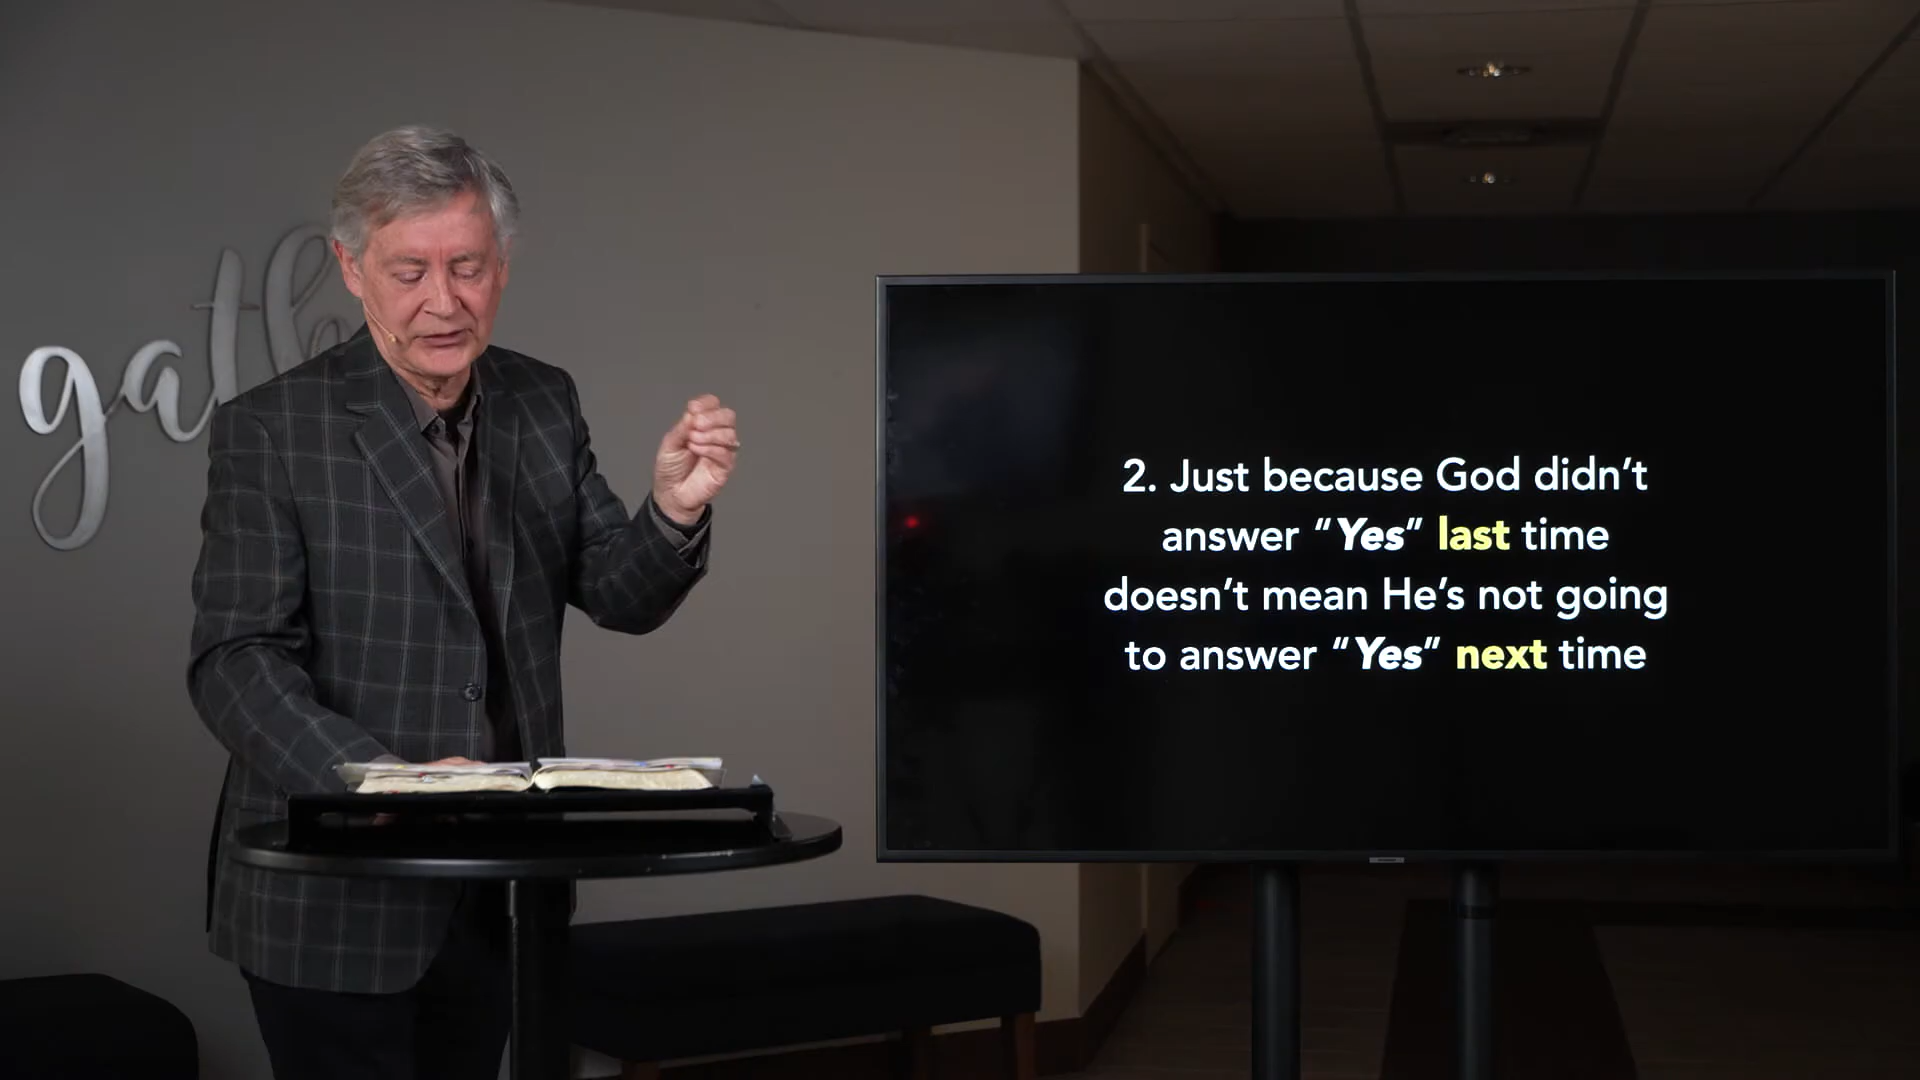 gath
2. Just because God didn’t
answer “Yes” last time
doesn’t mean He’s not going
to answer “Yes” next time